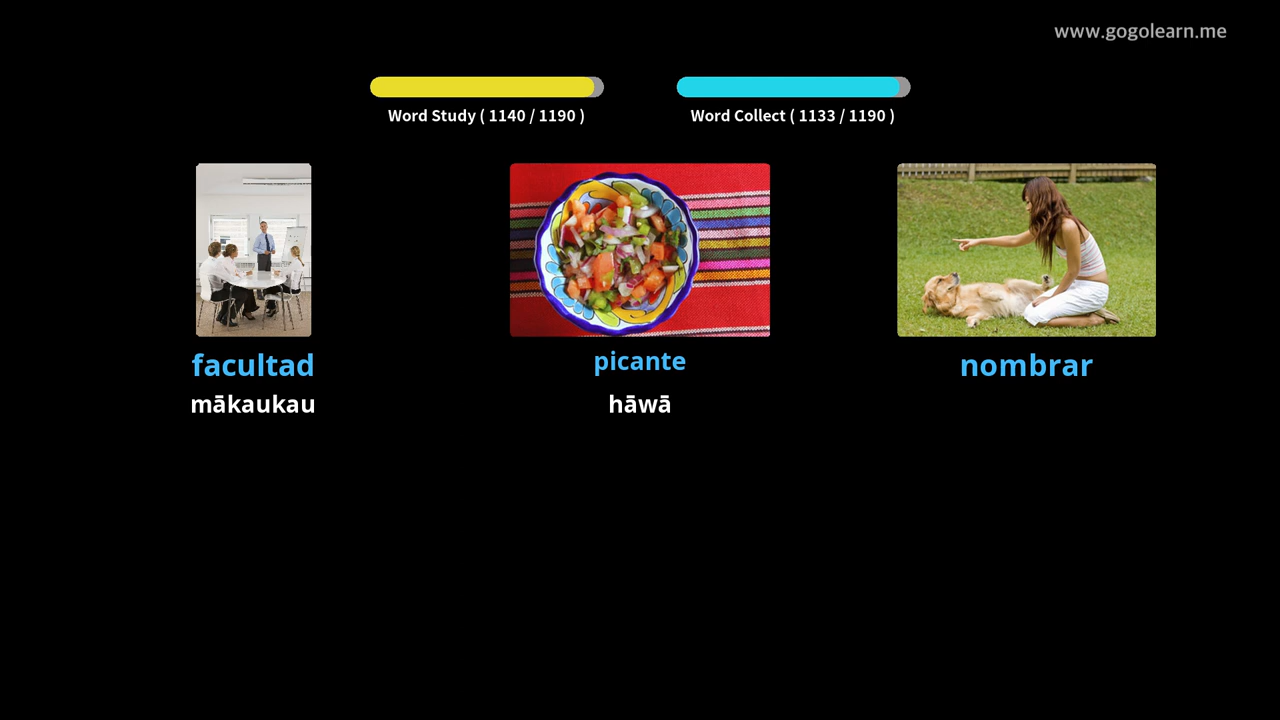 www.gogolearn.me
Word Study ( 1140 / 1190 )
Word Collect ( 1133 / 1190 )
facultad
picante
nombrar
mākaukau
hāwā